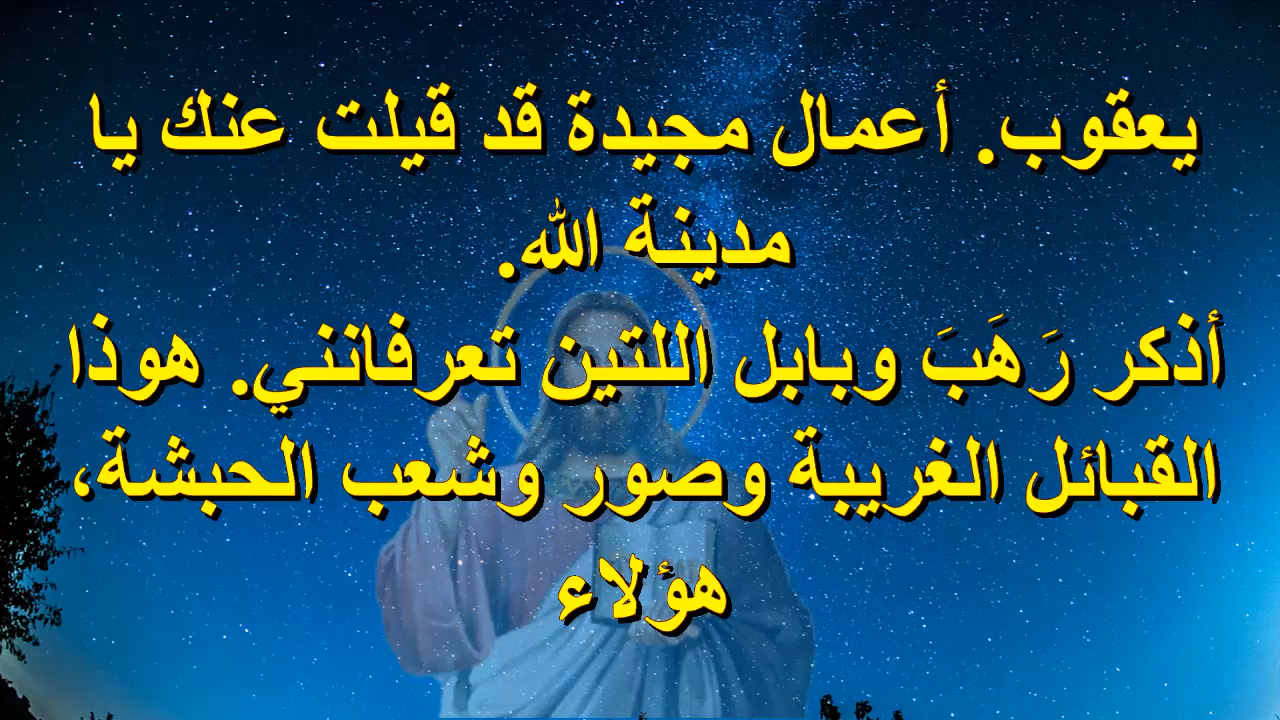 يعقوب. أعمال مجيدة قد قيلت عنك يا
مدينة الله.
أذكر رَهَبَ وبابل اللتين تعرفانني. هوذا
القبائل الغريبة وصور وشعب الحبشة،
هؤلاء